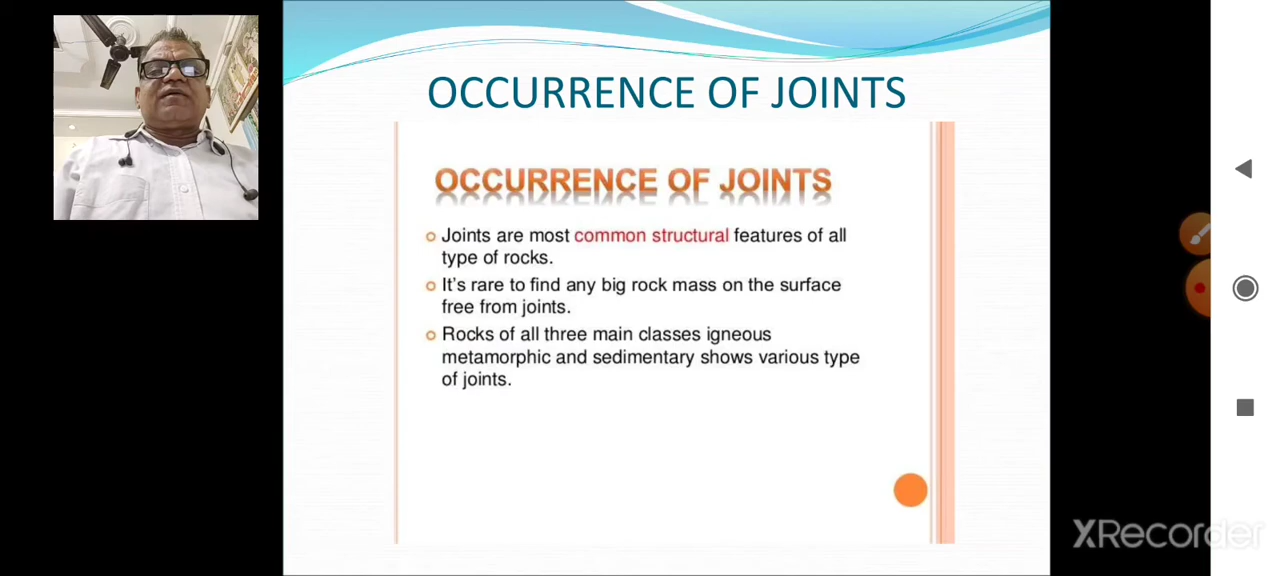 OCCURRENCE OF JOINTS
OCCURRENCE OF JOINTS
Joints are most common structural features of all
type of rocks.
It's rare to find any big rock mass on the surface
free from joints.
Rocks of all three main classes igneous
metamorphic and sedimentary shows various type
of joints.
XRecorder